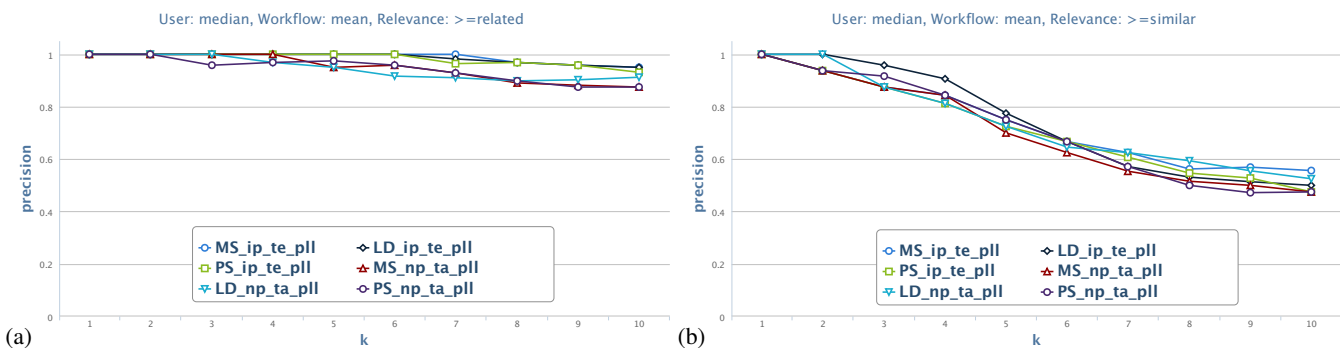 User: median, Workflow: mean, Relevance: >=related
precision
1
0.8
0.6
0.4
0.2
0
MS_ip_te_pll LD_ip_te_pll
PS_ip_te_pll MS_np_ta_pll
LD_np_ta_pll PS_np_ta_pll
1 2 3 4 5 6 7 8 9 10
k
(a)
User: median, Workflow: mean, Relevance: >=similar
precision
1
0.8
0.6
0.4
0.2
0
MS_ip_te_pll LD_ip_te_pll
PS_ip_te_pll MS_np_ta_pll
LD_np_ta_pll PS_np_ta_pll
1 2 3 4 5 6 7 8 9 10
k
(b)